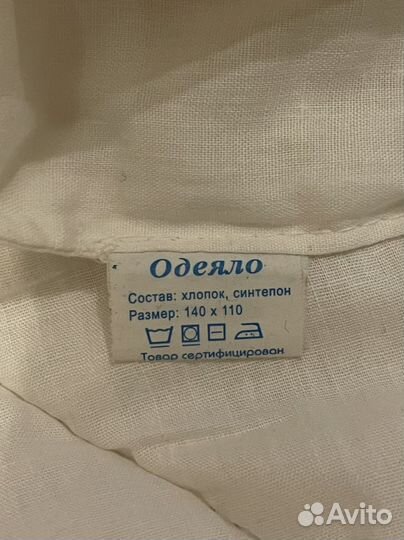 Одеяло
Состав: хлопок, синтепон
Размер: 140 х 110
Товар сертифицирован
Avito